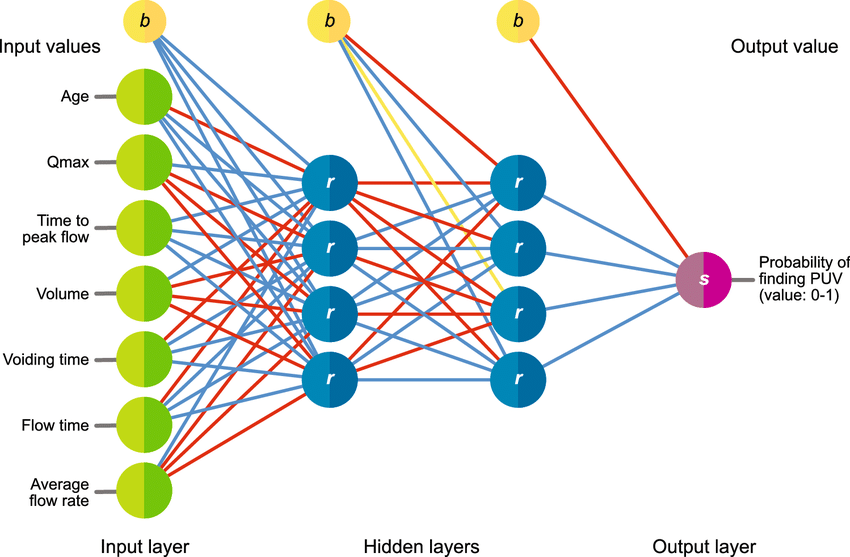 b
b
b
Input values
Output value
Age
Qmax
Time to
peak flow
Volume
Voiding time
Flow time
Average
flow rate
r
r
r
r
r
r
r
r
s
Probability of
finding PUV
(value: 0-1)
Input layer
Hidden layers
Output layer